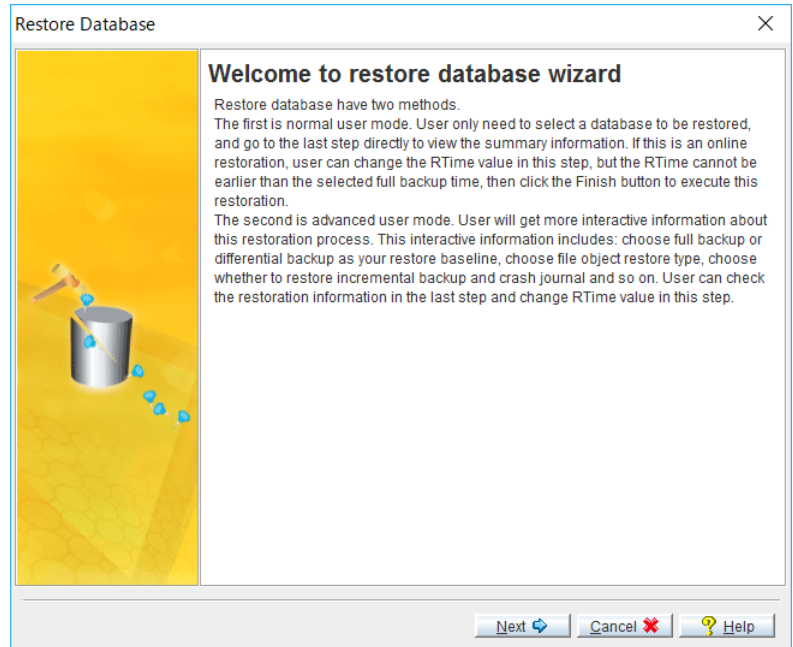 Restore Database
Welcome to restore database wizard
Restore database have two methods.
The first is normal user mode. User only need to select a database to be restored,
and go to the last step directly to view the summary information. If this is an online
restoration, user can change the RTime value in this step, but the RTime cannot be
earlier than the selected full backup time, then click the Finish button to execute this
restoration.
The second is advanced user mode. User will get more interactive information about
this restoration process. This interactive information includes: choose full backup or
differential backup as your restore baseline, choose file object restore type, choose
whether to restore incremental backup and crash journal and so on. User can check
the restoration information in the last step and change RTime value in this step.
Next Cancel Help